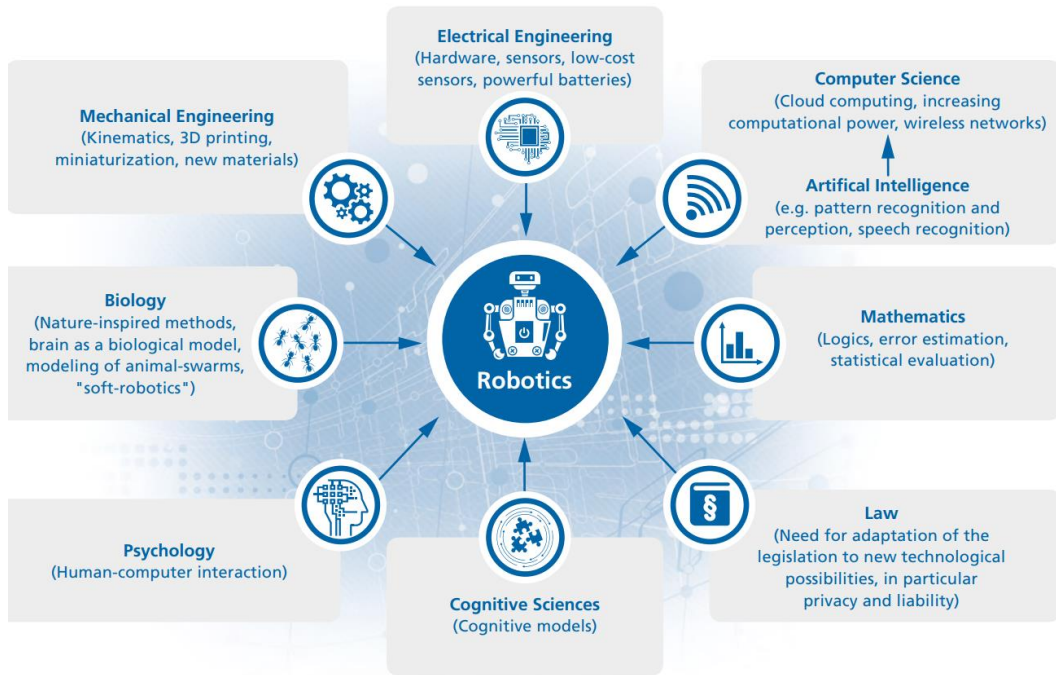 Electrical Engineering
(Hardware, sensors, low-cost
sensors, powerful batteries)
Computer Science
(Cloud computing, increasing
computational power, wireless networks)
Artifical Intelligence
(e.g. pattern recognition and
perception, speech recognition)
Mechanical Engineering
(Kinematics, 3D printing,
miniaturization, new materials)
Biology
(Nature-inspired methods,
brain as a biological model,
modeling of animal-swarms,
"soft-robotics")
Robotics
Mathematics
(Logics, error estimation,
statistical evaluation)
Psychology
(Human-computer interaction)
Cognitive Sciences
(Cognitive models)
§
Law
(Need for adaptation of the
legislation to new technological
possibilities, in particular
privacy and liability)